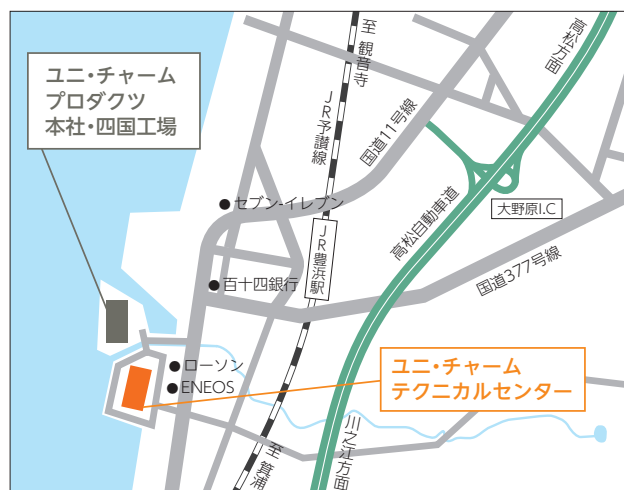 ユニ・チャーム
プロダクツ
本社・四国工場
至 観音寺
JR予讃線
国道11号線
高松方面
セブン-イレブン
JR豊浜駅
高松自動車道
大野原I.C
百十四銀行
国道377号線
ローソン
ENEOS
ユニ・チャーム
テクニカルセンター
川之江方面
至 箕浦